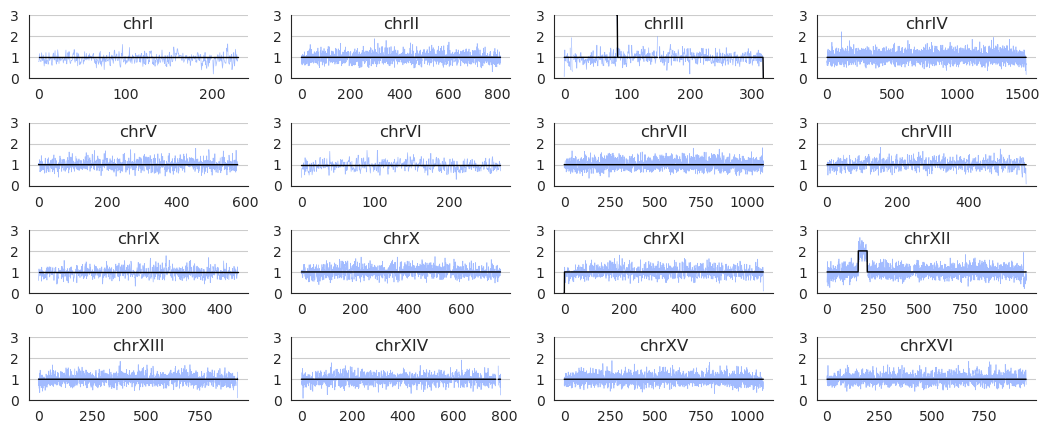 chrI chrII chrIII chrIV
3 3 3 3
2 2 2 2
1 1 1 1
0 0 0 0
0 100 200 0 200 400 600 800 0 100 200 300 0 500 1000 1500
chrV chrVI chrVII chrVIII
3 3 3 3
2 2 2 2
1 1 1 1
0 0 0 0
0 200 400 600 0 100 200 0 250 500 750 1000 0 200 400
chrIX chrX chrXI chrXII
3 3 3 3
2 2 2 2
1 1 1 1
0 0 0 0
0 100 200 300 400 0 200 400 600 0 200 400 600 0 250 500 750 1000
chrXIII chrXIV chrXV chrXVI
3 3 3 3
2 2 2 2
1 1 1 1
0 0 0 0
0 250 500 750 0 200 400 600 800 0 250 500 750 1000 0 250 500 750